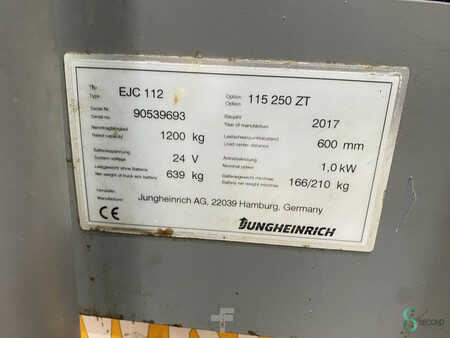 Typ
Type EJC 112
Option
Option 115 250 ZT
Serial Nr
Serial No. 90539693
Baujahr
Year of manufacture 2017
Nenntragfähigkeit
Rated capacity 1200 kg
Lastschwerpunktabstand
Load center distance 600 mm
Batteriespannung
System voltage 24 V
Antriebsleistung
Nominal power 1,0 kW
Leergewicht ohne Batterie
Net weight of truck w/o battery 639 kg
Batteriegewicht min/max
Battery weight min/max 166/210 kg
Hersteller
Jungheinrich AG, 22039 Hamburg, Germany
CE
JUNGHEINRICH
SECOND